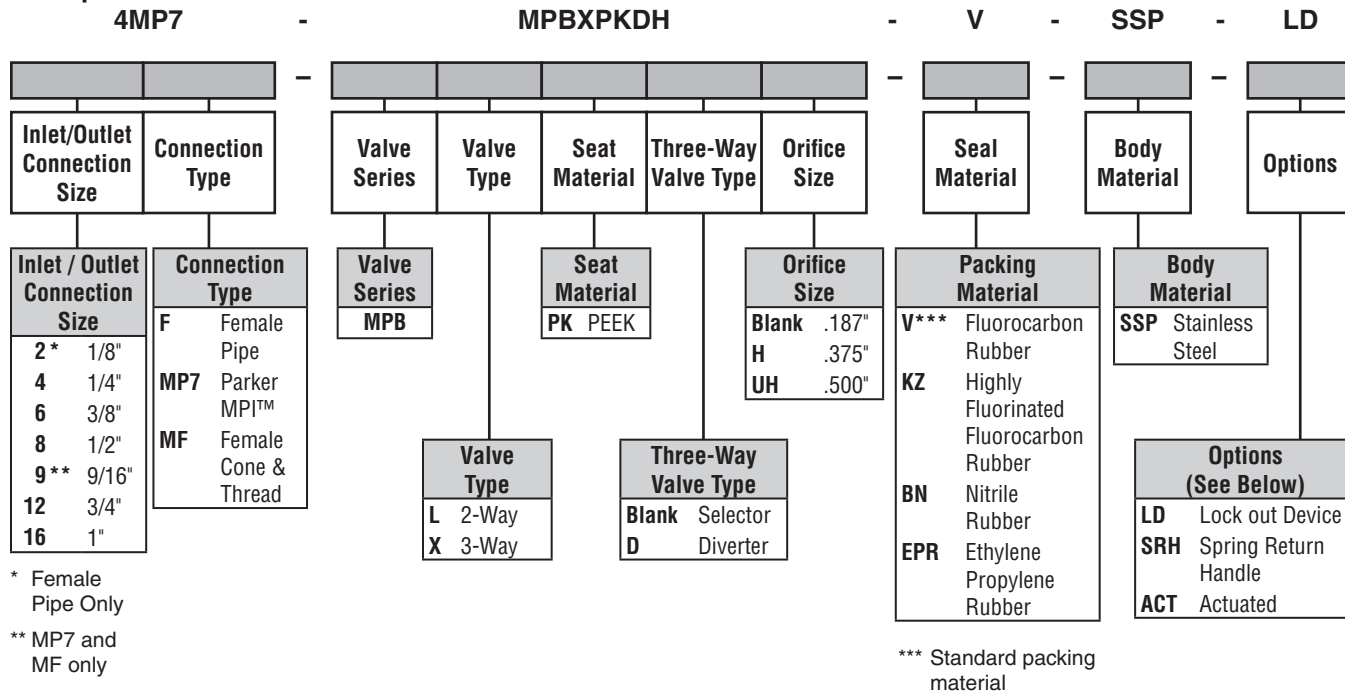 4MP7 - MPBXPKDH - V - SSP - LD
– – – –
Inlet/Outlet
Connection
Size
Connection
Type
Valve
Series
Valve
Type
Seat
Material
Three-Way
Valve Type
Orifice
Size
Seal
Material
Body
Material
Options
Inlet / Outlet
Connection
Size
2* 1/8"
4 1/4"
6 3/8"
8 1/2"
9** 9/16"
12 3/4"
16 1"
* Female
Pipe Only
** MP7 and
MF only
Connection
Type
F Female
Pipe
MP7 Parker
MPI™
MF Female
Cone &
Thread
Valve
Series
MPB
Valve
Type
L 2-Way
X 3-Way
Seat
Material
PK PEEK
Three-Way
Valve Type
Blank Selector
D Diverter
Orifice
Size
Blank .187"
H .375"
UH .500"
Packing
Material
V*** Fluorocarbon
Rubber
KZ Highly
Fluorinated
Fluorocarbon
Rubber
BN Nitrile
Rubber
EPR Ethylene
Propylene
Rubber
*** Standard packing
material
Body
Material
SSP Stainless
Steel
Options
(See Below)
LD Lock out Device
SRH Spring Return
Handle
ACT Actuated